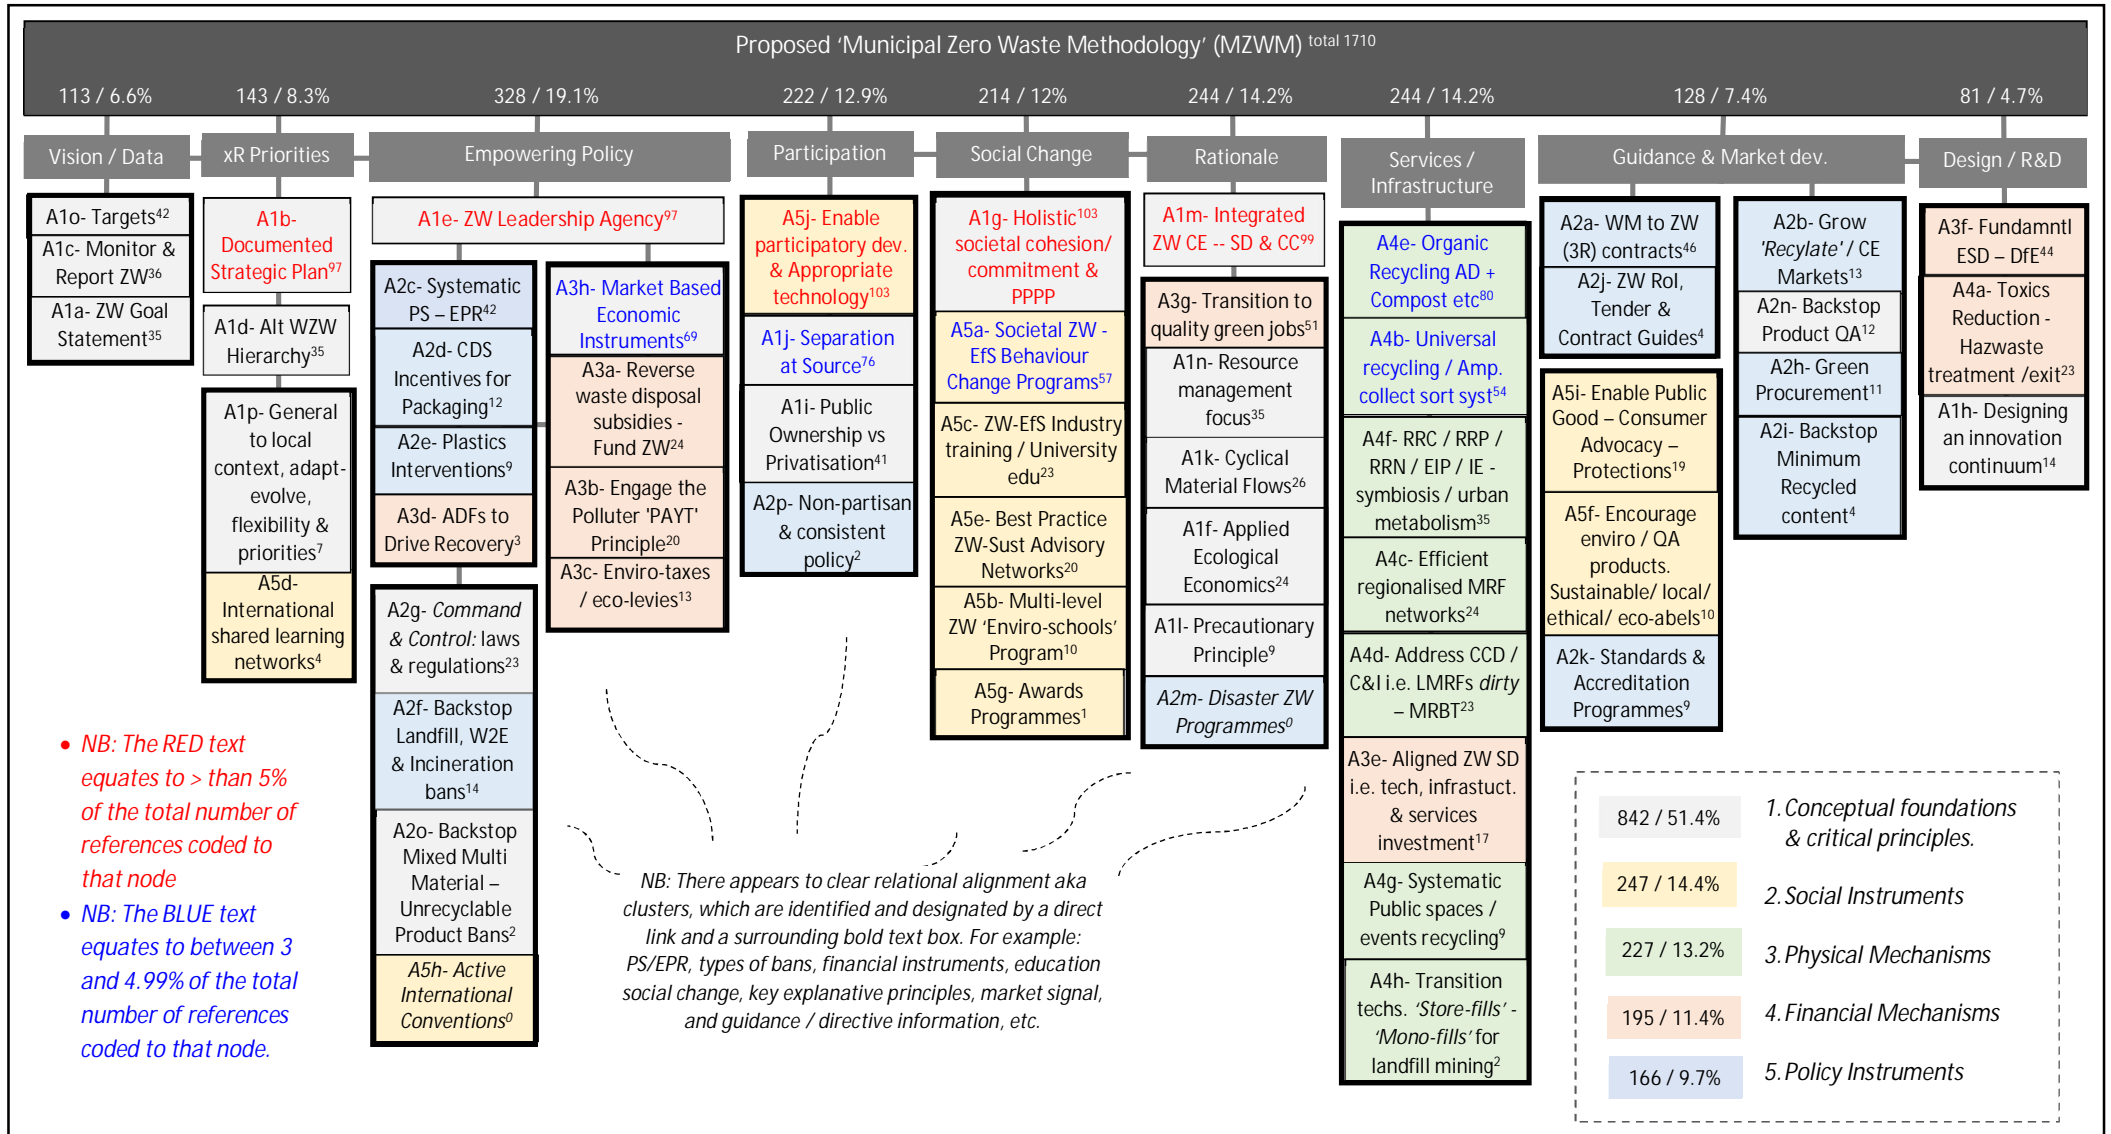 Proposed ‘Municipal Zero Waste Methodology’ (MZWM) total 1710
113 / 6.6%
143 / 8.3%
328 / 19.1%
222 / 12.9%
214 / 12%
244 / 14.2%
244 / 14.2%
128 / 7.4%
81 / 4.7%
Vision / Data
xR Priorities
Empowering Policy
Participation
Social Change
Rationale
Services /
Infrastructure
Guidance & Market dev.
Design / R&D
A1o- Targets42
A1c- Monitor &
Report ZW36
A1a- ZW Goal
Statement35
A1b-
Documented
Strategic Plan97
A1d- Alt WZW
Hierarchy35
A1p- General
to local
context, adapt-
evolve,
flexibility &
priorities7
A5d-
International
shared learning
networks4
A1e- ZW Leadership Agency97
A2c- Systematic
PS – EPR42
A2d- CDS
Incentives for
Packaging12
A2e- Plastics
Interventions9
A3d- ADFs to
Drive Recovery3
A2g- Command
& Control: laws
& regulations23
A2f- Backstop
Landfill, W2E
& Incineration
bans14
A2o- Backstop
Mixed Multi
Material –
Unrecyclable
Product Bans2
A5h- Active
International
Conventions0
A3h- Market Based
Economic
Instruments69
A3a- Reverse
waste disposal
subsidies -
Fund ZW24
A3b- Engage the
Polluter 'PAYT'
Principle20
A3c- Enviro-taxes
/ eco-levies13
A5j- Enable
participatory dev.
& Appropriate
technology103
A1j- Separation
at Source76
A1i- Public
Ownership vs
Privatisation41
A2p- Non-partisan
& consistent
policy2
A1g- Holistic103
societal cohesion/
commitment &
PPPP
A5a- Societal ZW -
EfS Behaviour
Change Programs57
A5c- ZW-EfS Industry
training / University
edu23
A5e- Best Practice
ZW-Sust Advisory
Networks20
A5b- Multi-level
ZW ‘Enviro-schools’
Program10
A5g- Awards
Programmes1
A1m- Integrated
ZW CE -- SD & CC99
A3g- Transition to
quality green jobs51
A1n- Resource
management
focus35
A1k- Cyclical
Material Flows26
A1f- Applied
Ecological
Economics24
A1l- Precautionary
Principle9
A2m- Disaster ZW
Programmes0
A4e- Organic
Recycling AD +
Compost etc80
A4b- Universal
recycling / Amp.
collect sort syst54
A4f- RRC / RRP /
RRN / EIP / IE -
symbiosis / urban
metabolism35
A4c- Efficient
regionalised MRF
networks24
A4d- Address CCD /
C&I i.e. LMRFs dirty
– MRBT23
A3e- Aligned ZW SD
i.e. tech, infrastuct.
& services
investment17
A4g- Systematic
Public spaces /
events recycling9
A4h- Transition
techs. ‘Store-fills’ -
‘Mono-fills’ for
landfill mining2
A2a- WM to ZW
(3R) contracts46
A2j- ZW RoI,
Tender &
Contract Guides4
A5i- Enable Public
Good – Consumer
Advocacy –
Protections19
A5f- Encourage
enviro / QA
products.
Sustainable/ local/
ethical/ eco-abels10
A2k- Standards &
Accreditation
Programmes9
A2b- Grow
'Recylate' / CE
Markets13
A2n- Backstop
Product QA12
A2h- Green
Procurement11
A2i- Backstop
Minimum
Recycled
content4
A3f- Fundamntl
ESD – DfE44
A4a- Toxics
Reduction -
Hazwaste
treatment /exit23
A1h- Designing
an innovation
continuum14
• NB: The RED text
equates to > than 5%
of the total number of
references coded to
that node
• NB: The BLUE text
equates to between 3
and 4.99% of the total
number of references
coded to that node.
NB: There appears to clear relational alignment aka
clusters, which are identified and designated by a direct
link and a surrounding bold text box. For example:
PS/EPR, types of bans, financial instruments, education
social change, key explanative principles, market signal,
and guidance / directive information, etc.
842 / 51.4%
1. Conceptual foundations
& critical principles.
247 / 14.4%
2. Social Instruments
227 / 13.2%
3. Physical Mechanisms
195 / 11.4%
4. Financial Mechanisms
166 / 9.7%
5. Policy Instruments